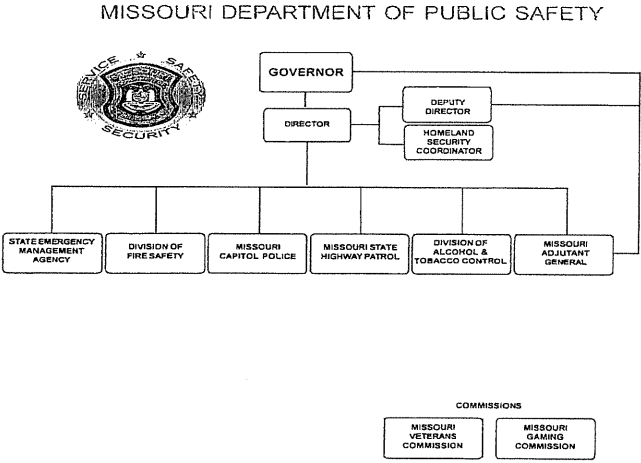 MISSOURI DEPARTMENT OF PUBLIC SAFETY
SERVICE ★ SAFETY
SECURITY
GOVERNOR
DIRECTOR
DEPUTY
DIRECTOR
HOMELAND
SECURITY
COORDINATOR
STATE EMERGENCY
MANAGEMENT
AGENCY
DIVISION OF
FIRE SAFETY
MISSOURI
CAPITOL POLICE
MISSOURI STATE
HIGHWAY PATROL
DIVISION OF
ALCOHOL &
TOBACCO CONTROL
MISSOURI
ADJUTANT
GENERAL
COMMISSIONS
MISSOURI
VETERANS
COMMISSION
MISSOURI
GAMING
COMMISSION